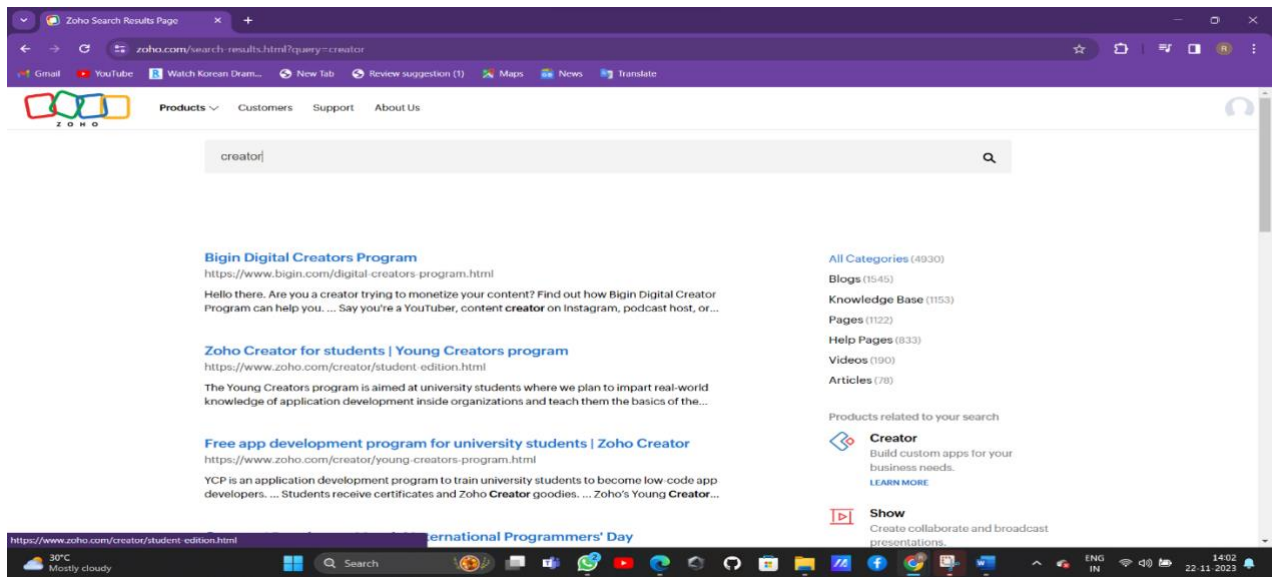 Zoho Search Results Page
zoho.com/search-results.html?query=creator
Gmail
YouTube
Watch Korean Dram...
New Tab
Review suggestion (1)
Maps
News
Translate
ZOHO
Products
Customers
Support
About Us
creator
Bigin Digital Creators Program
https://www.bigin.com/digital-creators-program.html
Hello there. Are you a creator trying to monetize your content? Find out how Bigin Digital Creator
Program can help you. ... Say you're a YouTuber, content creator on Instagram, podcast host, or...
Zoho Creator for students | Young Creators program
https://www.zoho.com/creator/student-edition.html
The Young Creators program is aimed at university students where we plan to impart real-world
knowledge of application development inside organizations and teach them the basics of the...
Free app development program for university students | Zoho Creator
https://www.zoho.com/creator/young-creators-program.html
YCP is an application development program to train university students to become low-code app
developers. ... Students receive certificates and Zoho Creator goodies. ... Zoho's Young Creator...
ernational Programmers' Day
All Categories (4930)
Blogs (1545)
Knowledge Base (1153)
Pages (1122)
Help Pages (833)
Videos (190)
Articles (78)
Products related to your search
Creator
Build custom apps for your
business needs.
LEARN MORE
Show
Create collaborate and broadcast
presentations.
https://www.zoho.com/creator/student-edition.html
30°C
Mostly cloudy
Search
ENG
IN
14:02
22-11-2023